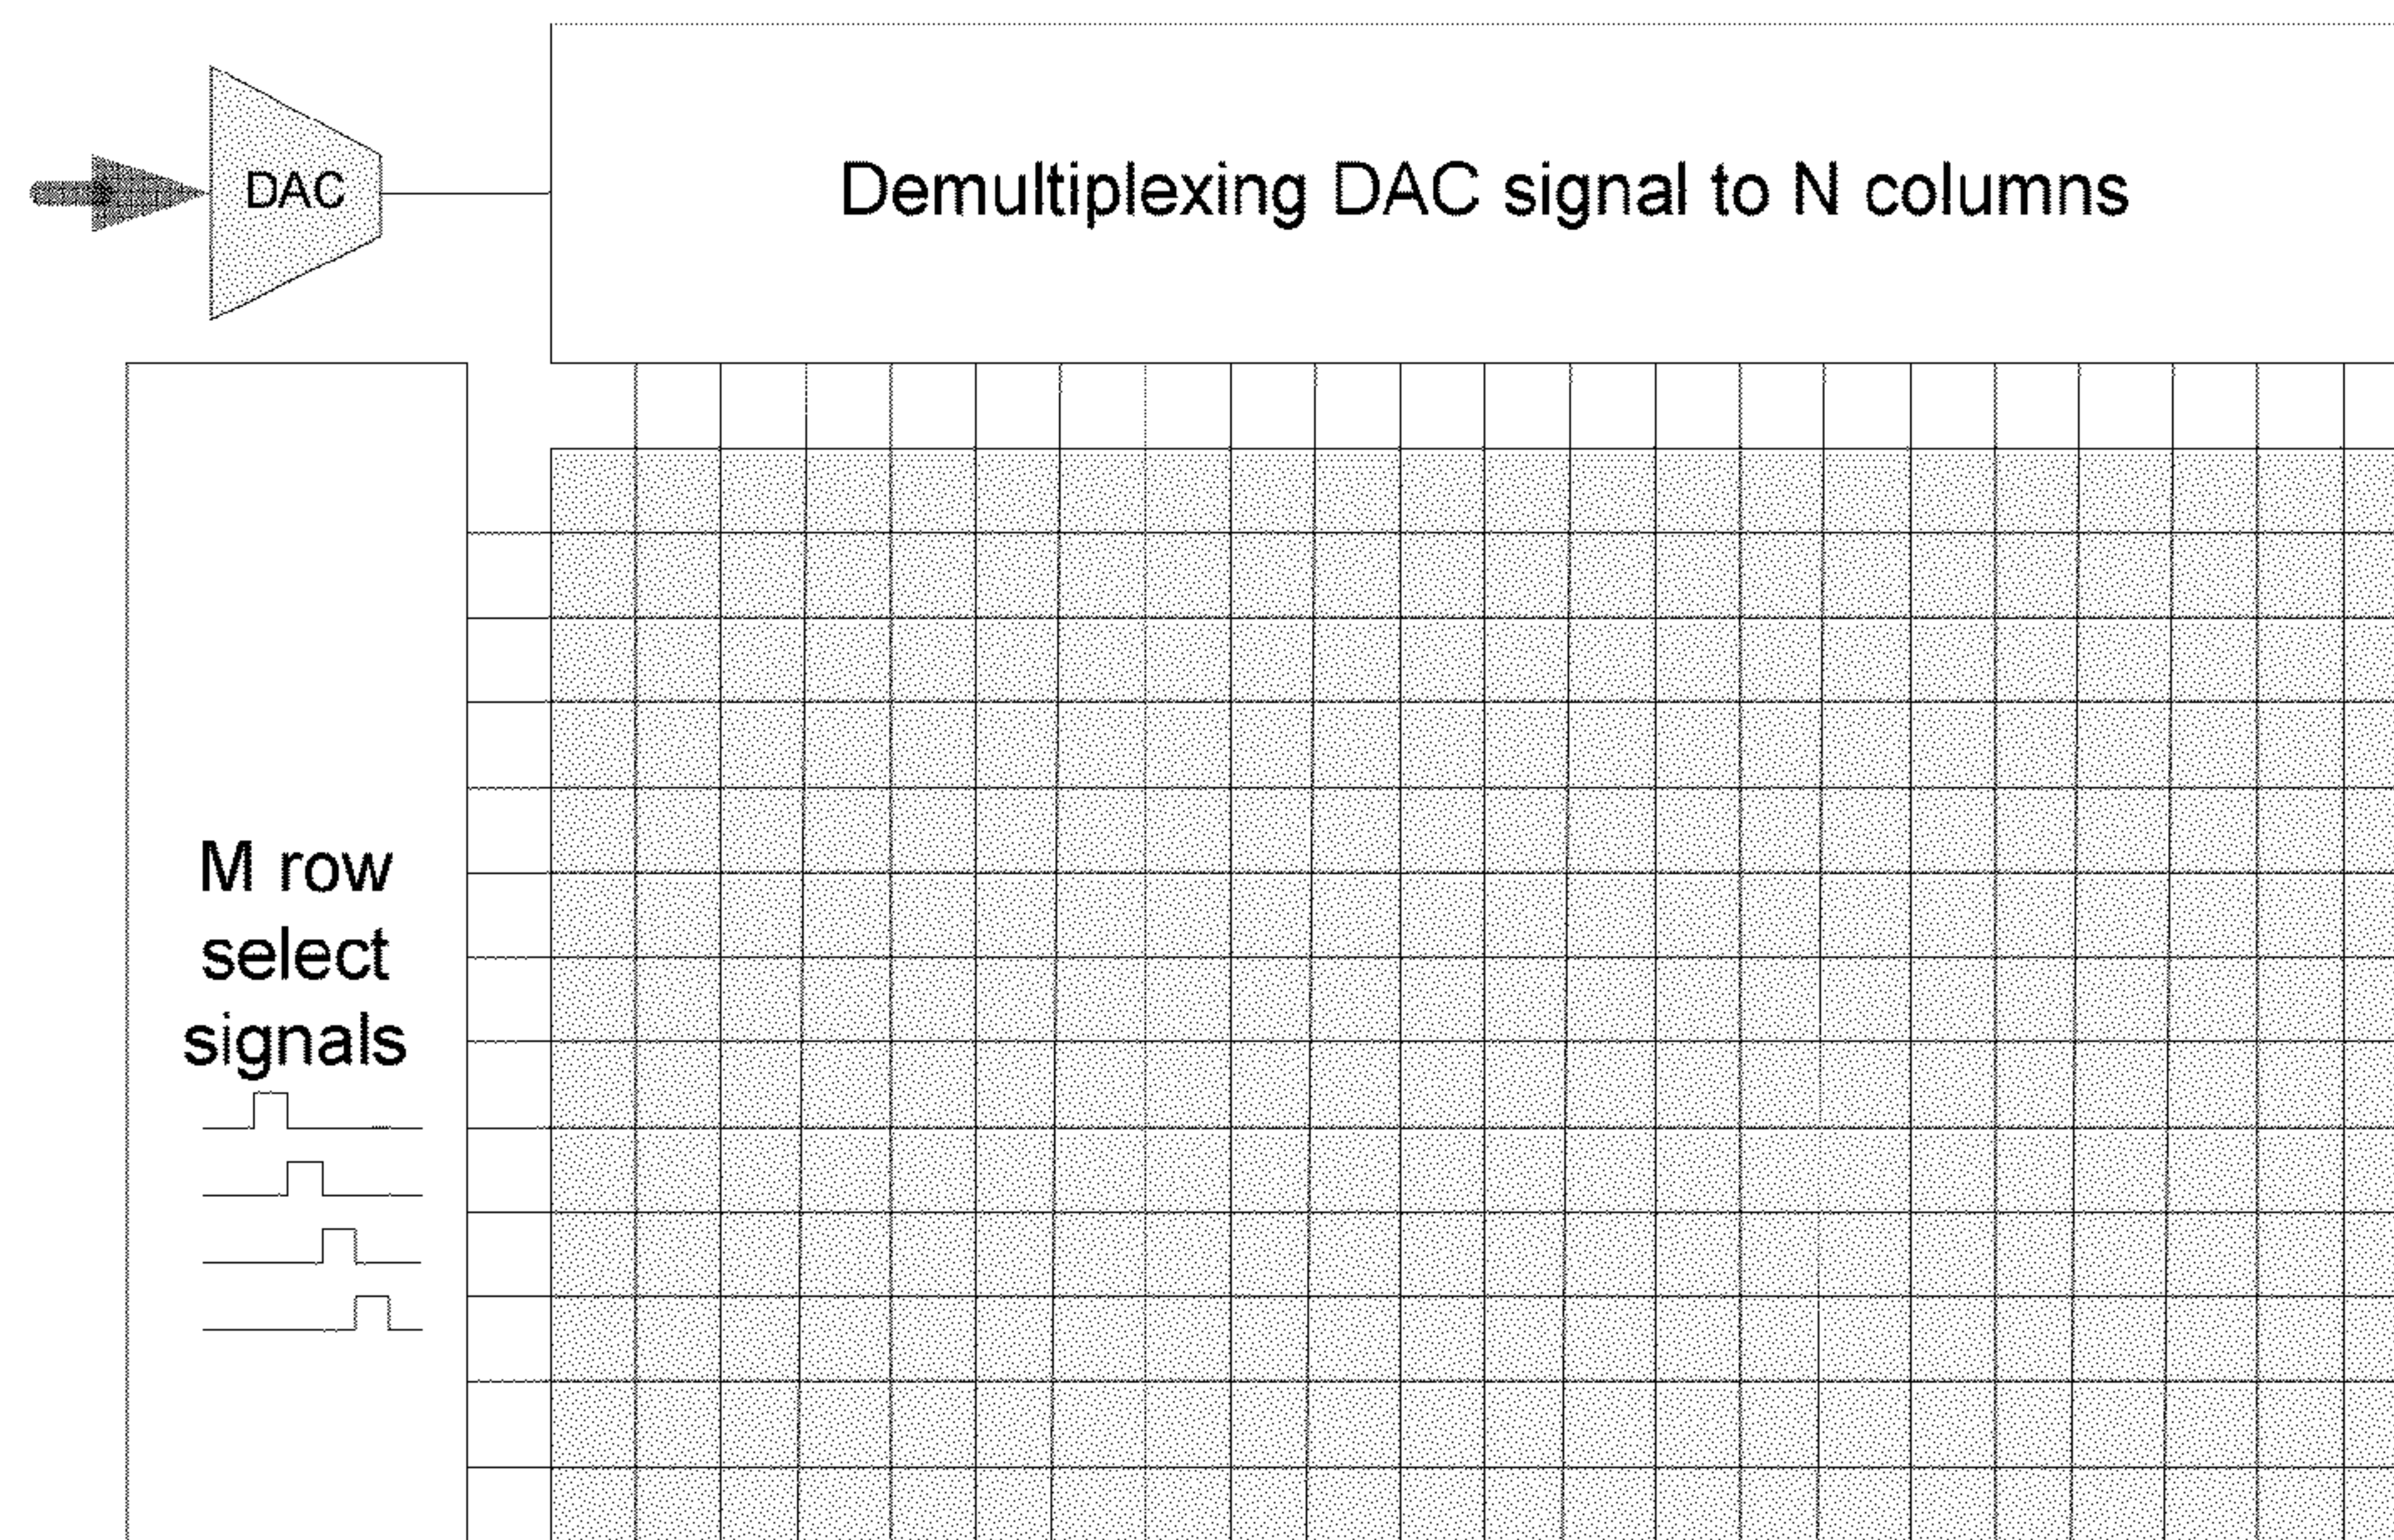 DAC
Demultiplexing DAC signal to N columns
M row
select
signals